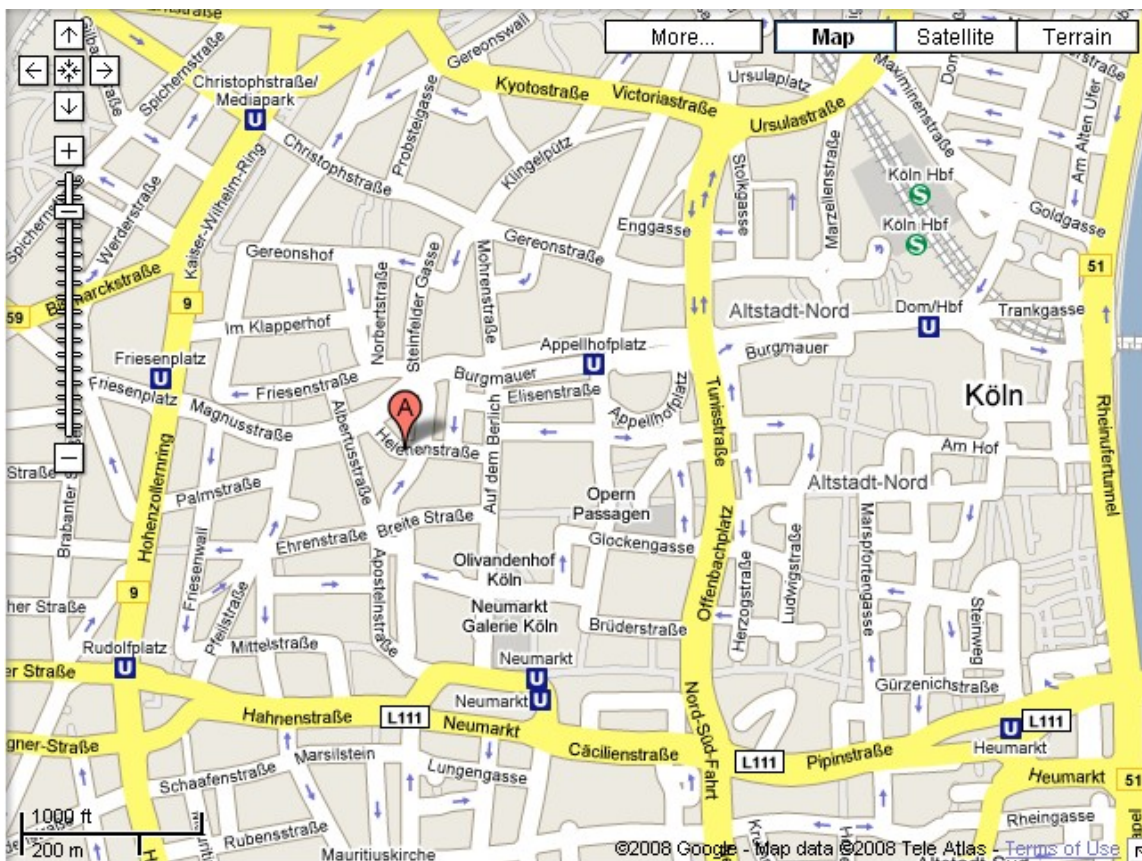 Gilbachstraße
Spichernstraße
Christophstraße/
Mediapark
U
Gereonswall
Kyotostraße
Victoriastraße
Ursulaplatz
Ursulastraße
More...
Map
Satellite
Terrain
Maximinenstraße
Am Alten Ufer
Probsteigasse
Klingelpütz
Christophstraße
Kaiser-Wilhelm-Ring
Werderstraße
Stolkgasse
Marzellenstraße
Köln Hbf
S
Köln Hbf
S
Goldgasse
Enggasse
Gereonstraße
Gereonshof
Norbertstraße
Steinfelder Gasse
Mohrenstraße
Bismarckstraße
59
9
51
Im Klapperhof
Altstadt-Nord
Dom/Hbf
U
Trankgasse
Friesenplatz
U
Friesenplatz
Friesenstraße
Magnusstraße
Burgmauer
Appellhofplatz
U
Elisenstraße
Burgmauer
Appellhofplatz
Tunisstraße
Köln
Rheinufertunnel
A
Helenenstraße
Albertusstraße
Auf dem Berlich
Am Hof
Altstadt-Nord
Hohenzollernring
Brabanter Straße
Palmstraße
Friesenwall
Ehrenstraße
Breite Straße
Opern
Passagen
Glockengasse
Offenbachplatz
Marspfortengasse
Ludwigstraße
Herzogstraße
Steinweg
Olivandenhof
Köln
Neumarkt
Galerie Köln
Brüderstraße
Apostelnstraße
Pfeilstraße
Mittelstraße
9
Rudolfplatz
U
Neumarkt
U
Neumarkt
U
Gürzenichstraße
Hahnenstraße
L111
Neumarkt
Cäcilienstraße
Nord-Süd-Fahrt
L111
Pipinstraße
L111
U
Heumarkt
Heumarkt
51
Marsilstein
Schaafenstraße
Lungengasse
Rubensstraße
Mauritiuskirche
Rheingasse
1000 ft
200 m
©2008 Google - Map data ©2008 Tele Atlas - Terms of Use